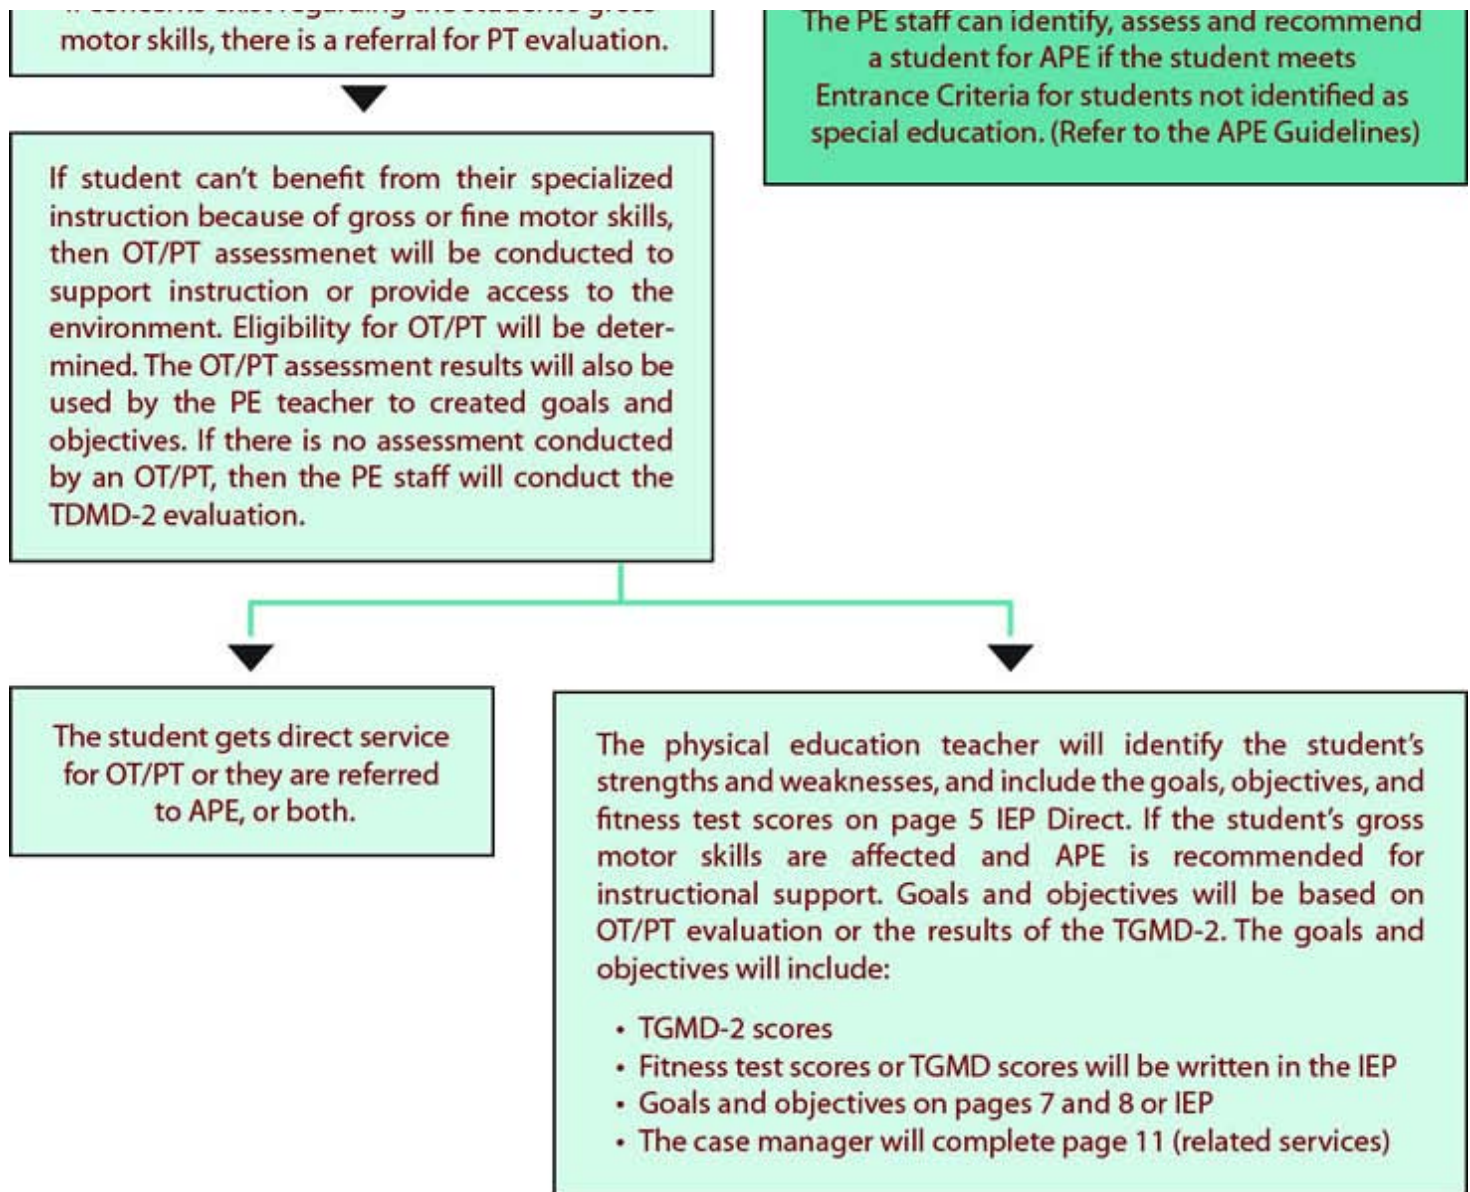 motor skills, there is a referral for PT evaluation.
The PE staff can identify, assess and recommend
a student for APE if the student meets
Entrance Criteria for students not identified as
special education. (Refer to the APE Guidelines)
If student can't benefit from their specialized
instruction because of gross or fine motor skills,
then OT/PT assessmenet will be conducted to
support instruction or provide access to the
environment. Eligibility for OT/PT will be deter-
mined. The OT/PT assessment results will also be
used by the PE teacher to created goals and
objectives. If there is no assessment conducted
by an OT/PT, then the PE staff will conduct the
TDMD-2 evaluation.
The student gets direct service
for OT/PT or they are referred
to APE, or both.
The physical education teacher will identify the student's
strengths and weaknesses, and include the goals, objectives, and
fitness test scores on page 5 IEP Direct. If the student's gross
motor skills are affected and APE is recommended for
instructional support. Goals and objectives will be based on
OT/PT evaluation or the results of the TGMD-2. The goals and
objectives will include:
• TGMD-2 scores
• Fitness test scores or TGMD scores will be written in the IEP
• Goals and objectives on pages 7 and 8 or IEP
• The case manager will complete page 11 (related services)